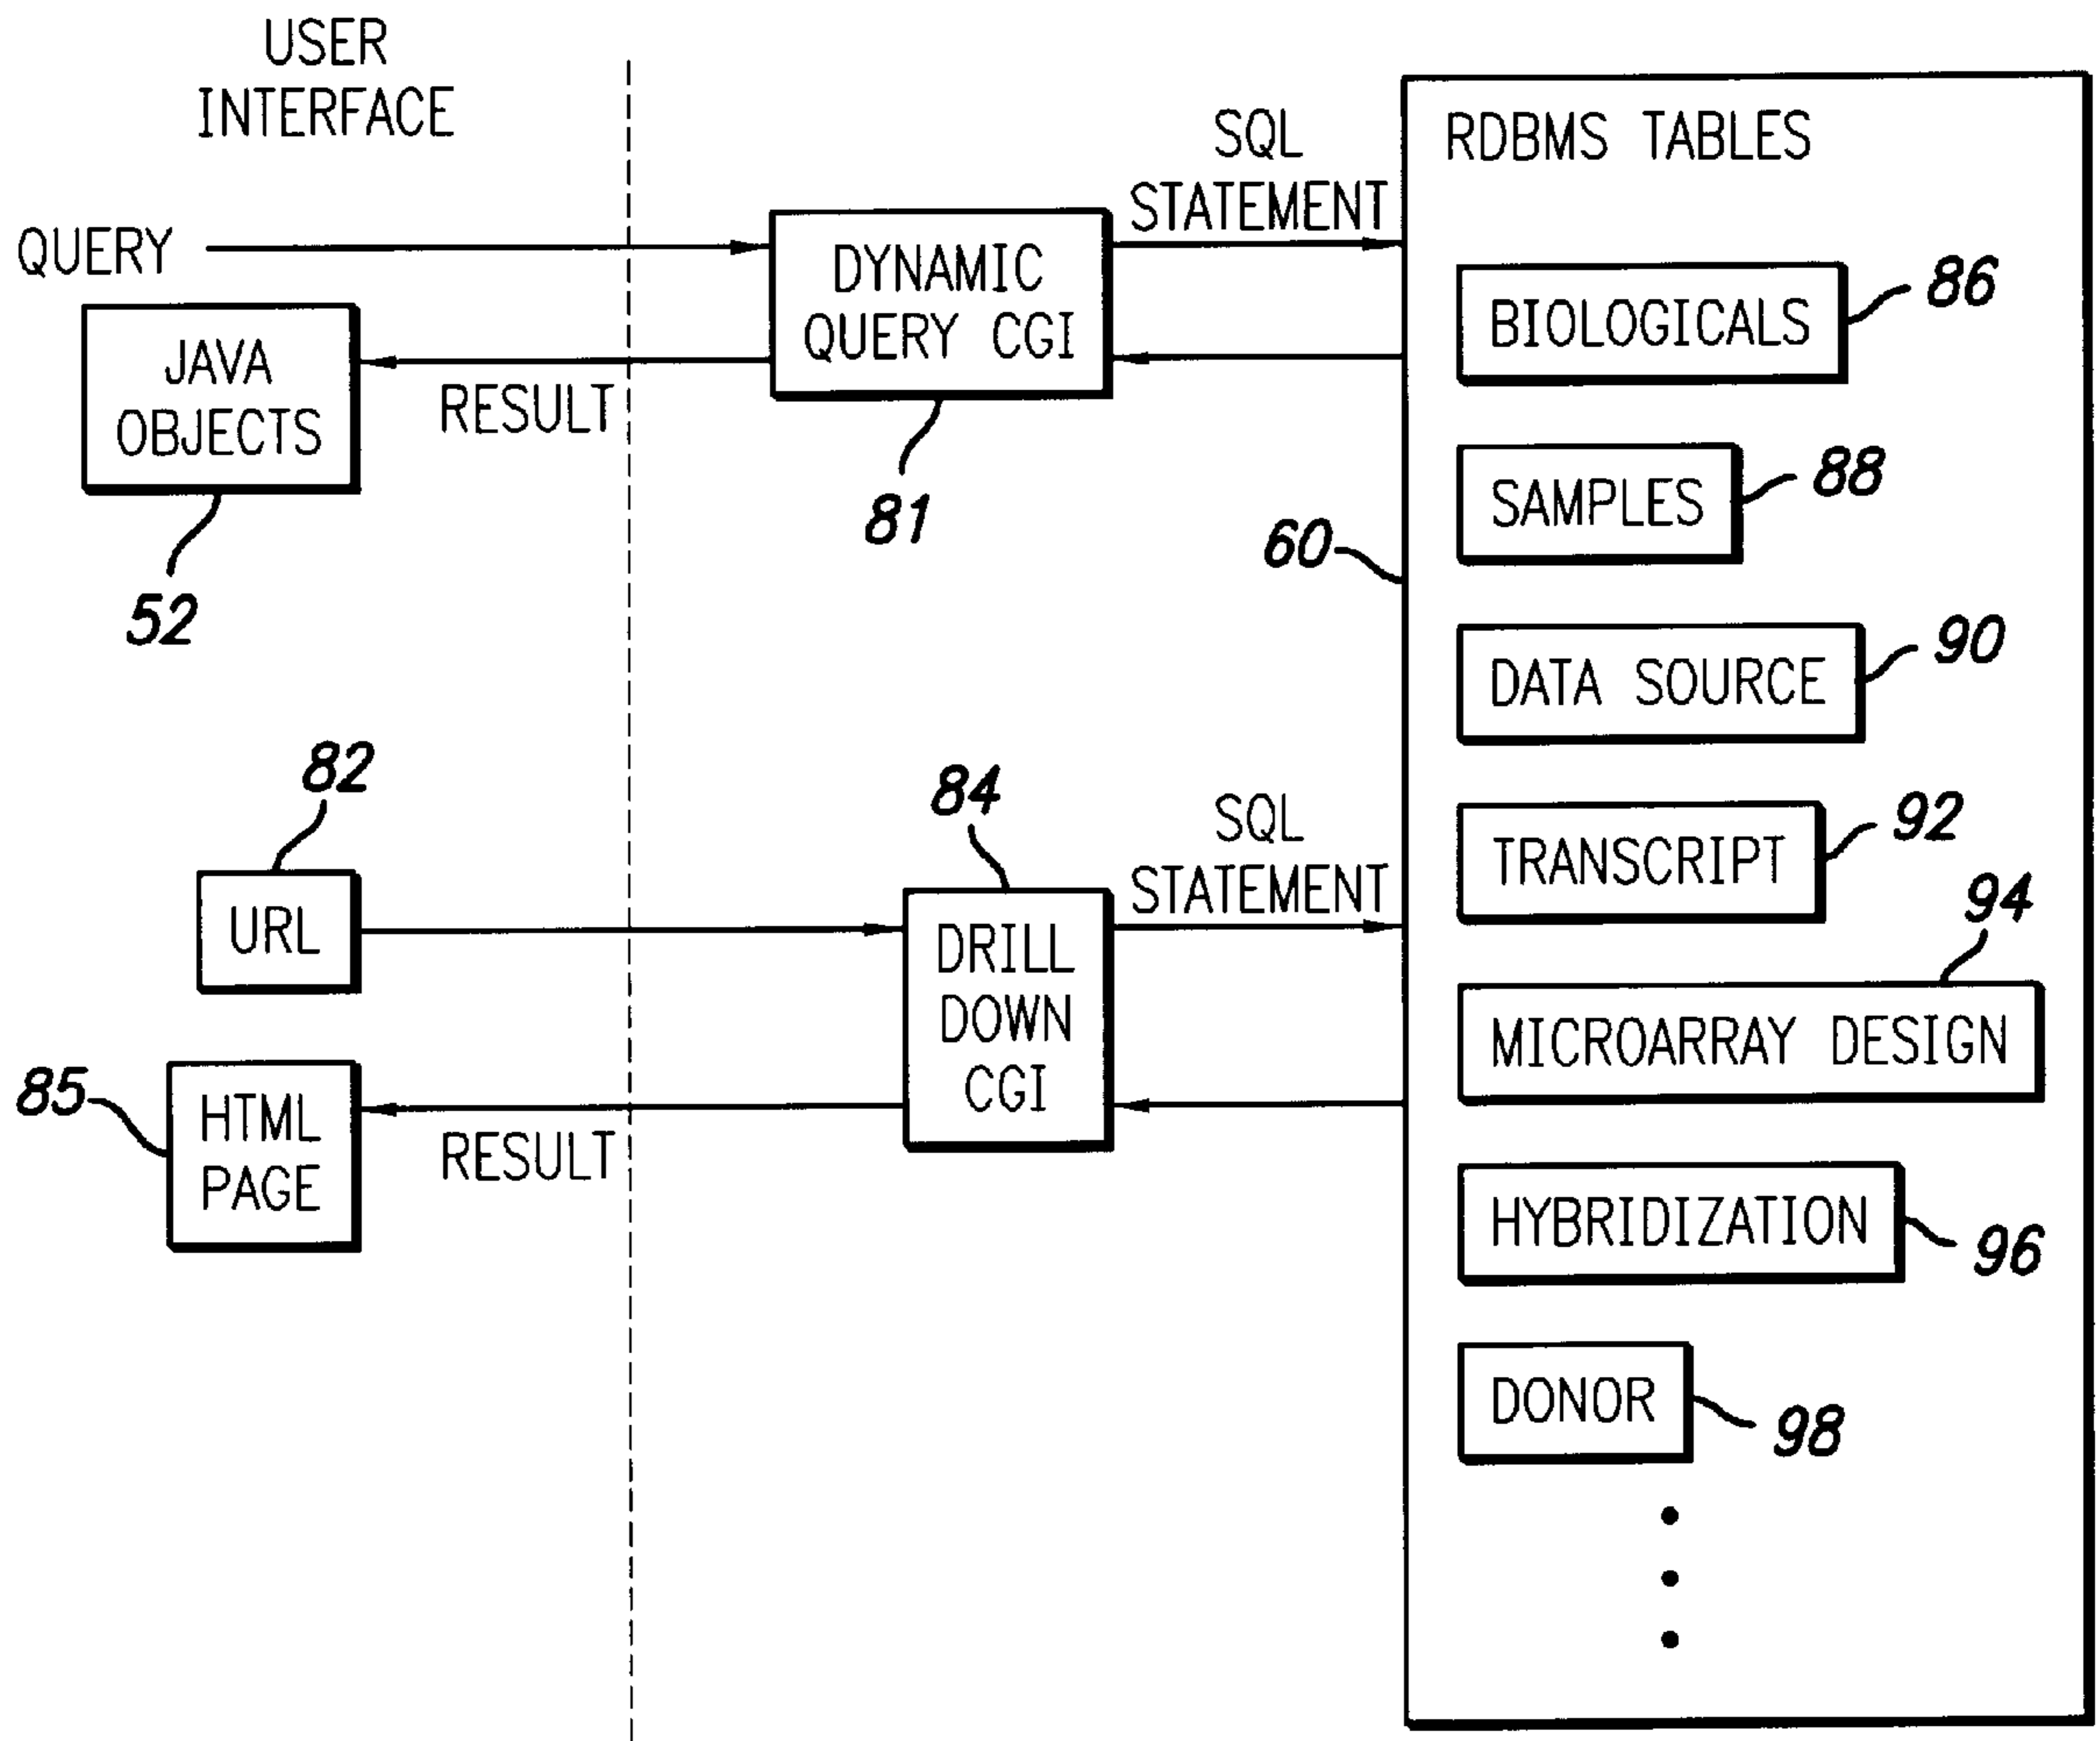 USER
INTERFACE
QUERY
JAVA
OBJECTS
52
RESULT
DYNAMIC
QUERY CGI
81
SQL
STATEMENT
82
URL
85
HTML
PAGE
RESULT
84
DRILL
DOWN
CGI
SQL
STATEMENT
60
RDBMS TABLES
BIOLOGICALS
86
SAMPLES
88
DATA SOURCE
90
TRANSCRIPT
92
94
MICROARRAY DESIGN
HYBRIDIZATION
96
DONOR
98